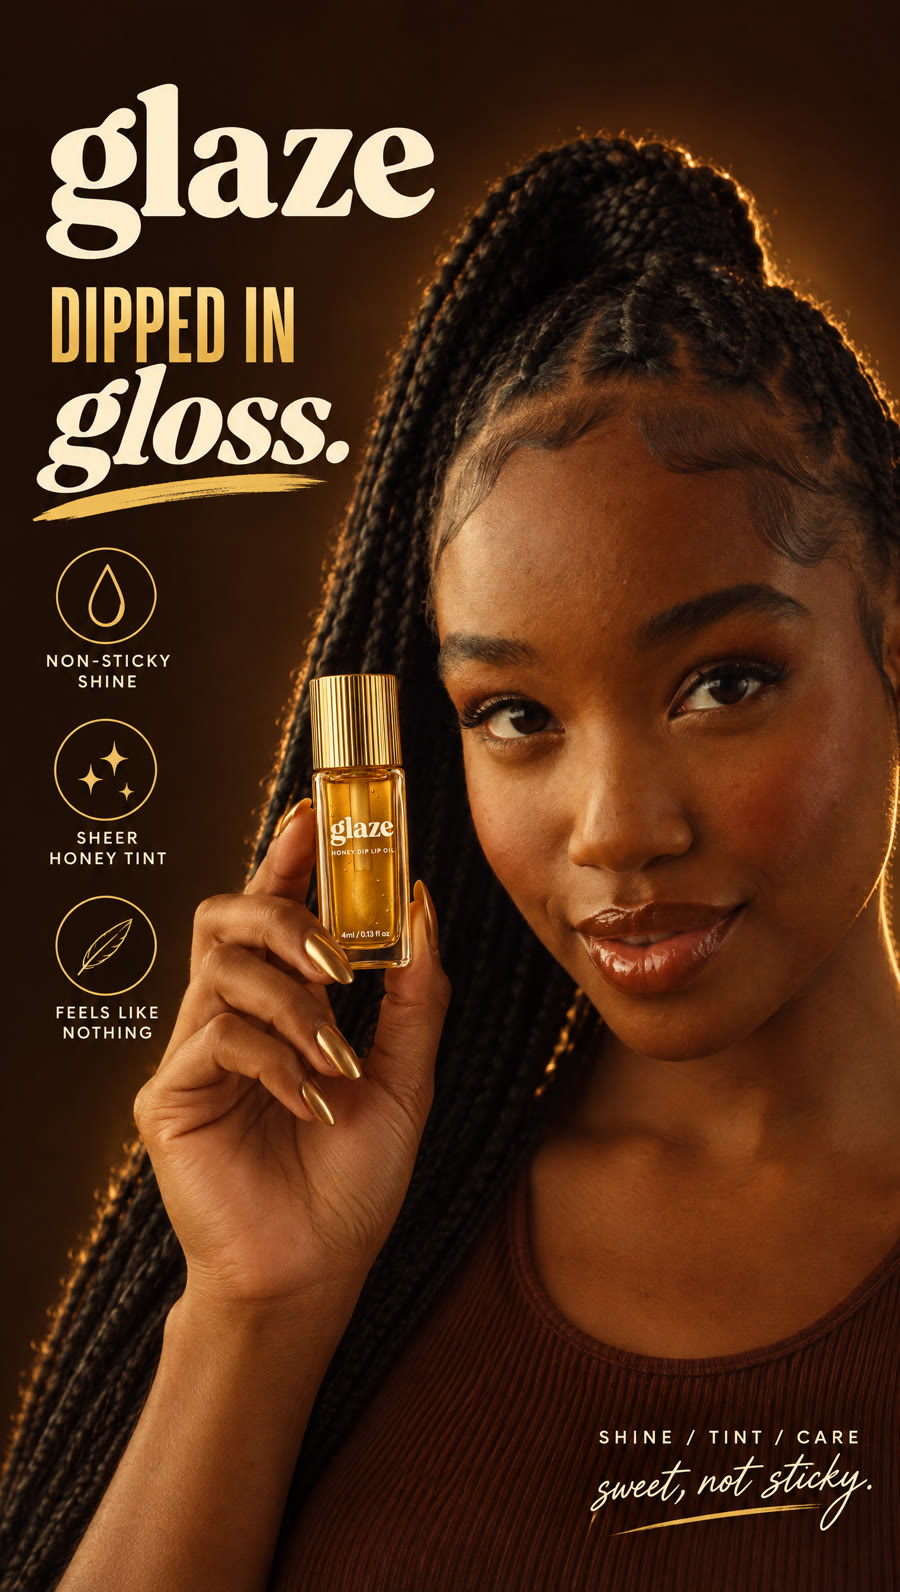 glaze
DIPPED IN
gloss.
NON-STICKY
SHINE
SHEER
HONEY TINT
FEELS LIKE
NOTHING
glaze
HONEY DIP LIP OIL
4ml / 0.13 fl oz
SHINE / TINT / CARE
sweet, not sticky.